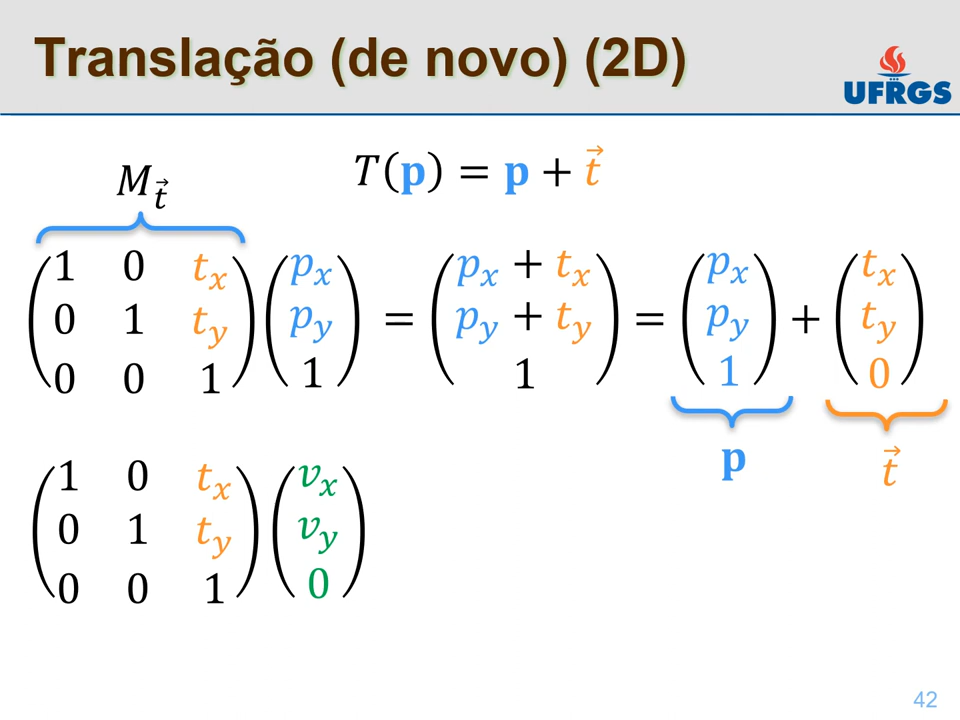 Translação (de novo) (2D)
UFRGS
T(p) = p + t⃗
M_t⃗
1 0 t_x p_x p_x + t_x p_x t_x
0 1 t_y p_y = p_y + t_y = p_y + t_y
0 0 1 1 1 1 0
p t⃗
1 0 t_x v_x
0 1 t_y v_y
0 0 1 0
42